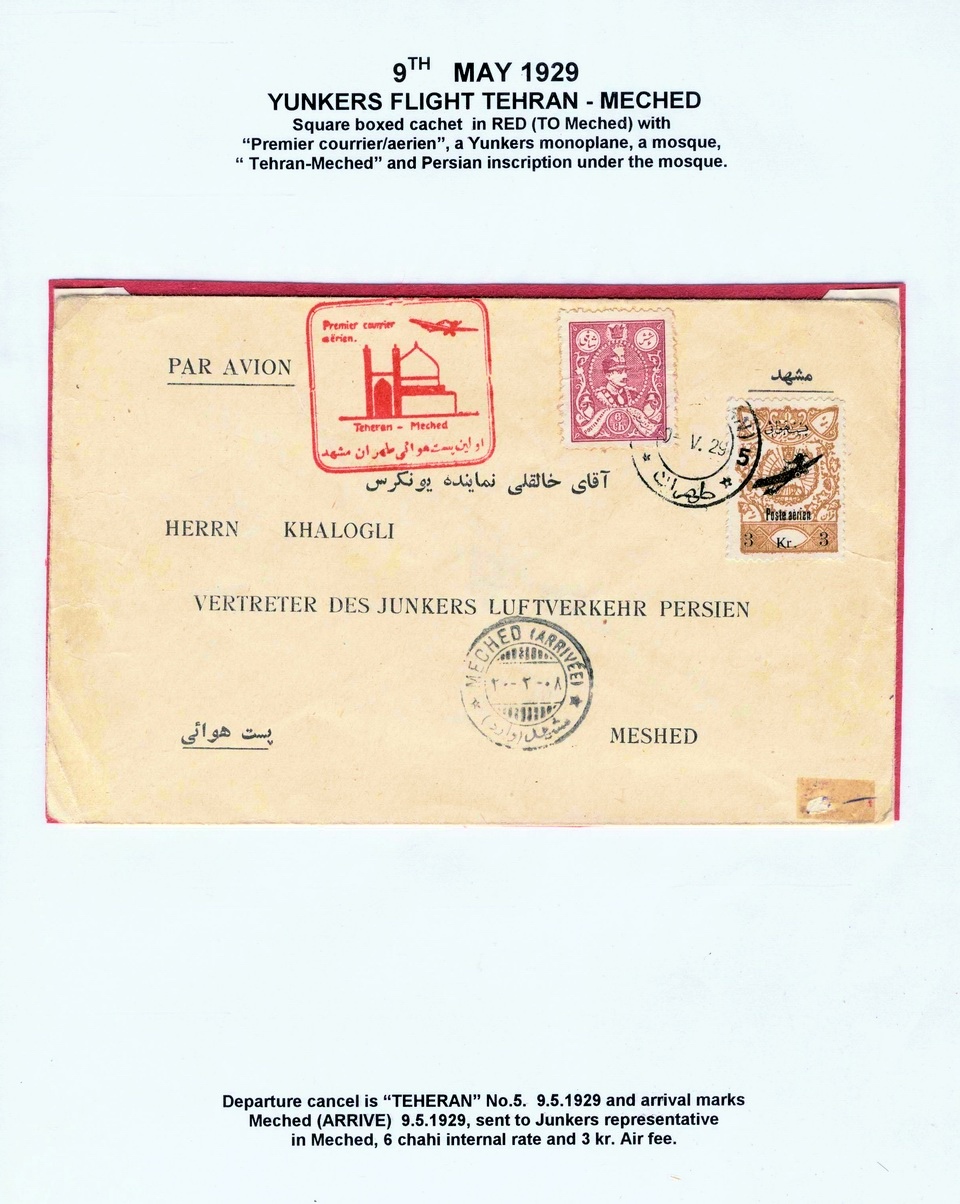 9TH MAY 1929
YUNKERS FLIGHT TEHRAN - MECHED
Square boxed cachet in RED (TO Meched) with
“Premier courrier/aerien”, a Yunkers monoplane, a mosque,
“ Tehran-Meched” and Persian inscription under the mosque.
Premier courrier
aérien.
Teheran - Meched
اولین پست هوائی طهران مشهد
PAR AVION
مشهد
V. 29
5
طهران
Poste aérien
3 Kr. 3
آقای خالقلی نماینده یونکرس
HERRN KHALOGLI
VERTRETER DES JUNKERS LUFTVERKEHR PERSIEN
MECHED (ARRIVÉE)
۲۰-۲-۰۸
پست هوائی
MESHED
Departure cancel is “TEHERAN” No.5. 9.5.1929 and arrival marks
Meched (ARRIVE) 9.5.1929, sent to Junkers representative
in Meched, 6 chahi internal rate and 3 kr. Air fee.